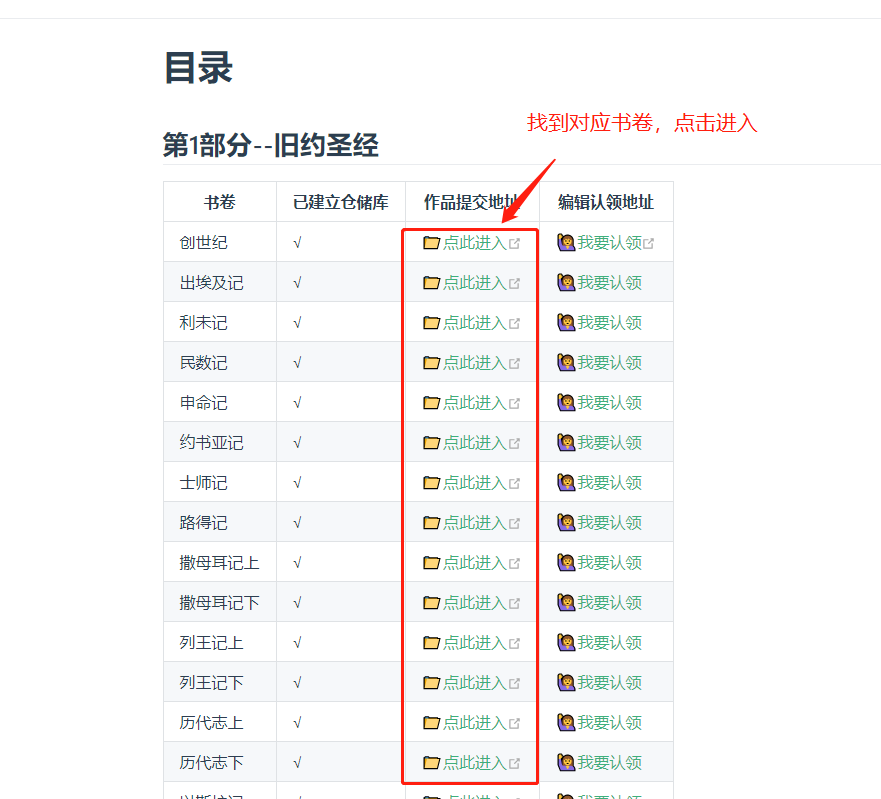 目录
找到对应书卷，点击进入
第1部分--旧约圣经
书卷 已建立仓储库 作品提交地址 编辑认领地址
创世纪 √ 点此进入 我要认领
出埃及记 √ 点此进入 我要认领
利未记 √ 点此进入 我要认领
民数记 √ 点此进入 我要认领
申命记 √ 点此进入 我要认领
约书亚记 √ 点此进入 我要认领
士师记 √ 点此进入 我要认领
路得记 √ 点此进入 我要认领
撒母耳记上 √ 点此进入 我要认领
撒母耳记下 √ 点此进入 我要认领
列王记上 √ 点此进入 我要认领
列王记下 √ 点此进入 我要认领
历代志上 √ 点此进入 我要认领
历代志下 √ 点此进入 我要认领